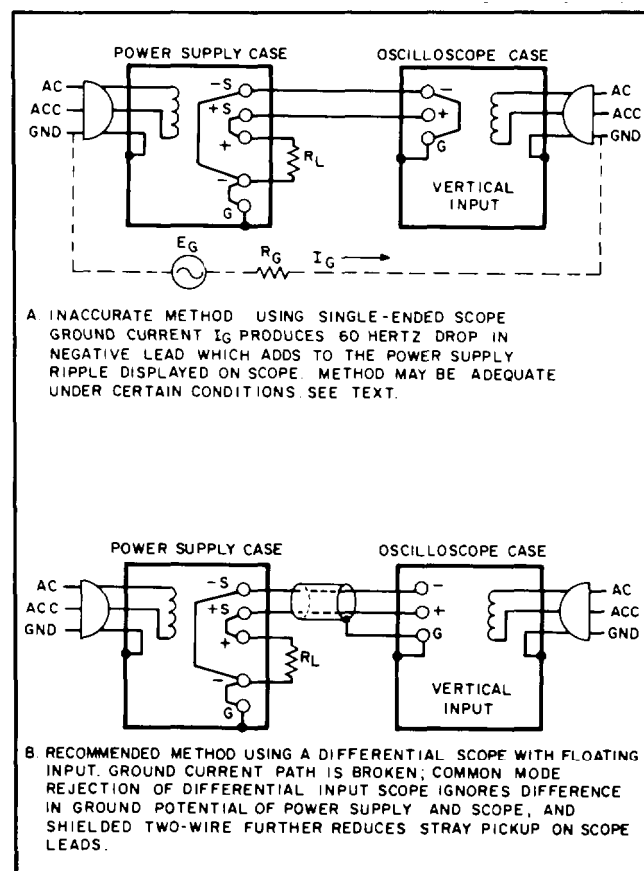 POWER SUPPLY CASE
OSCILLOSCOPE CASE
AC
ACC
GND
-S
+S
+
-
G
RL
-
+
G
VERTICAL
INPUT
AC
ACC
GND
EG
RG
IG
A. INACCURATE METHOD USING SINGLE-ENDED SCOPE
GROUND CURRENT IG PRODUCES 60 HERTZ DROP IN
NEGATIVE LEAD WHICH ADDS TO THE POWER SUPPLY
RIPPLE DISPLAYED ON SCOPE. METHOD MAY BE ADEQUATE
UNDER CERTAIN CONDITIONS. SEE TEXT.
POWER SUPPLY CASE
OSCILLOSCOPE CASE
AC
ACC
GND
-S
+S
+
-
G
RL
-
+
G
VERTICAL
INPUT
AC
ACC
GND
B. RECOMMENDED METHOD USING A DIFFERENTIAL SCOPE WITH FLOATING
INPUT. GROUND CURRENT PATH IS BROKEN; COMMON MODE
REJECTION OF DIFFERENTIAL INPUT SCOPE IGNORES DIFFERENCE
IN GROUND POTENTIAL OF POWER SUPPLY AND SCOPE, AND
SHIELDED TWO-WIRE FURTHER REDUCES STRAY PICKUP ON SCOPE
LEADS.